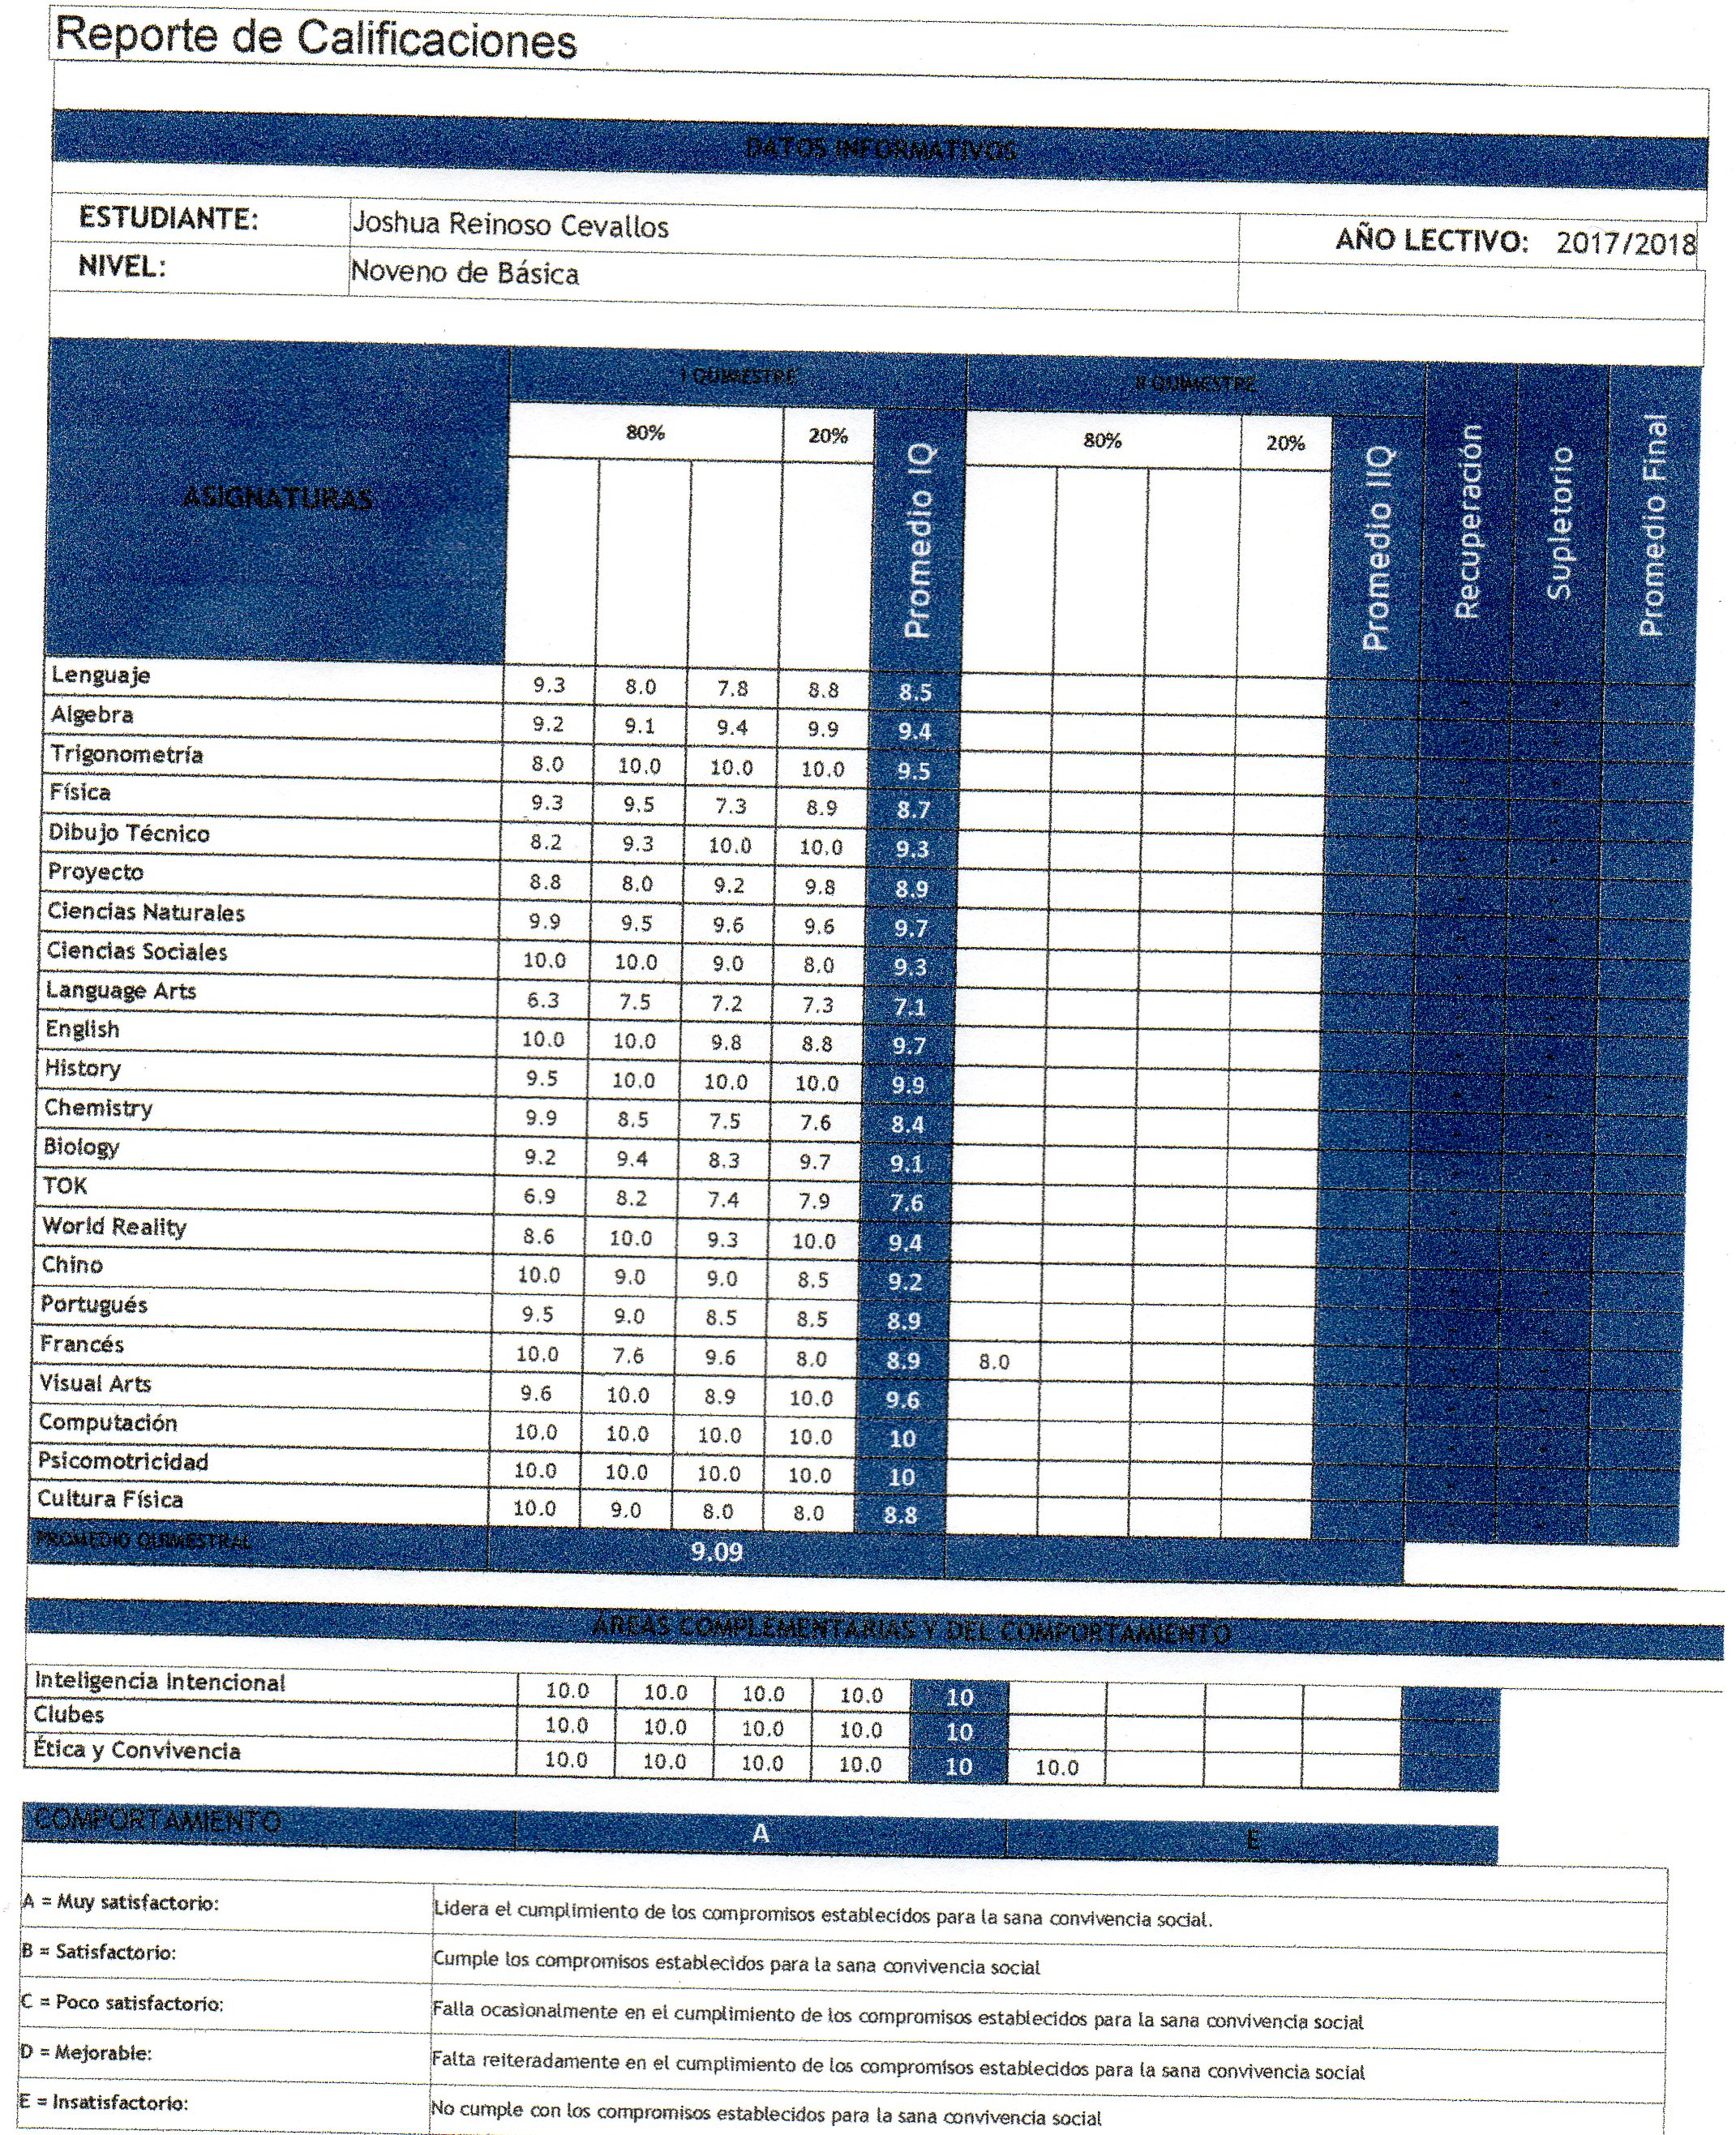 Reporte de Calificaciones
DATOS INFORMATIVOS
ESTUDIANTE: Joshua Reinoso Cevallos AÑO LECTIVO: 2017/2018
NIVEL: Noveno de Básica
ASIGNATURAS I QUIMESTRE II QUIMESTRE
80% 20% Promedio IQ 80% 20% Promedio IIQ Recuperación Supletorio Promedio Final
Lenguaje 9.3 8.0 7.8 8.8 8.5
Algebra 9.2 9.1 9.4 9.9 9.4
Trigonometría 8.0 10.0 10.0 10.0 9.5
Física 9.3 9.5 7.3 8.9 8.7
Dibujo Técnico 8.2 9.3 10.0 10.0 9.3
Proyecto 8.8 8.0 9.2 9.8 8.9
Ciencias Naturales 9.9 9.5 9.6 9.6 9.7
Ciencias Sociales 10.0 10.0 9.0 8.0 9.3
Language Arts 6.3 7.5 7.2 7.3 7.1
English 10.0 10.0 9.8 8.8 9.7
History 9.5 10.0 10.0 10.0 9.9
Chemistry 9.9 8.5 7.5 7.6 8.4
Biology 9.2 9.4 8.3 9.7 9.1
TOK 6.9 8.2 7.4 7.9 7.6
World Reality 8.6 10.0 9.3 10.0 9.4
Chino 10.0 9.0 9.0 8.5 9.2
Portugués 9.5 9.0 8.5 8.5 8.9
Francés 10.0 7.6 9.6 8.0 8.9 8.0
Visual Arts 9.6 10.0 8.9 10.0 9.6
Computación 10.0 10.0 10.0 10.0 10
Psicomotricidad 10.0 10.0 10.0 10.0 10
Cultura Física 10.0 9.0 8.0 8.0 8.8
PROMEDIO QUIMESTRAL 9.09
ÁREAS COMPLEMENTARIAS Y DEL COMPORTAMIENTO
Inteligencia Intencional 10.0 10.0 10.0 10.0 10
Clubes 10.0 10.0 10.0 10.0 10
Ética y Convivencia 10.0 10.0 10.0 10.0 10 10.0
COMPORTAMIENTO A E
A = Muy satisfactorio: Lidera el cumplimiento de los compromisos establecidos para la sana convivencia social.
B = Satisfactorio: Cumple los compromisos establecidos para la sana convivencia social
C = Poco satisfactorio: Falla ocasionalmente en el cumplimiento de los compromisos establecidos para la sana convivencia social
D = Mejorable: Falta reiteradamente en el cumplimiento de los compromisos establecidos para la sana convivencia social
E = Insatisfactorio: No cumple con los compromisos establecidos para la sana convivencia social